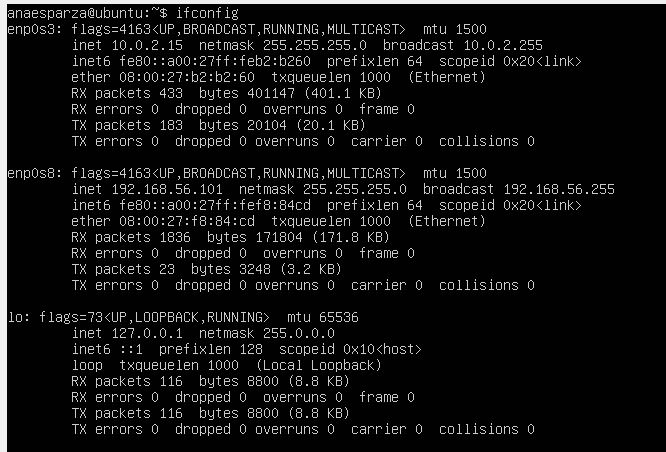 anaesparza@ubuntu:~$ ifconfig
enp0s3: flags=4163<UP,BROADCAST,RUNNING,MULTICAST>  mtu 1500
        inet 10.0.2.15  netmask 255.255.255.0  broadcast 10.0.2.255
        inet6 fe80::a00:27ff:feb2:b260  prefixlen 64  scopeid 0x20<link>
        ether 08:00:27:b2:b2:60  txqueuelen 1000  (Ethernet)
        RX packets 433  bytes 401147 (401.1 KB)
        RX errors 0  dropped 0  overruns 0  frame 0
        TX packets 183  bytes 20104 (20.1 KB)
        TX errors 0  dropped 0 overruns 0  carrier 0  collisions 0

enp0s8: flags=4163<UP,BROADCAST,RUNNING,MULTICAST>  mtu 1500
        inet 192.168.56.101  netmask 255.255.255.0  broadcast 192.168.56.255
        inet6 fe80::a00:27ff:fef8:84cd  prefixlen 64  scopeid 0x20<link>
        ether 08:00:27:f8:84:cd  txqueuelen 1000  (Ethernet)
        RX packets 1836  bytes 171804 (171.8 KB)
        RX errors 0  dropped 0  overruns 0  frame 0
        TX packets 23  bytes 3248 (3.2 KB)
        TX errors 0  dropped 0 overruns 0  carrier 0  collisions 0

lo: flags=73<UP,LOOPBACK,RUNNING>  mtu 65536
        inet 127.0.0.1  netmask 255.0.0.0
        inet6 ::1  prefixlen 128  scopeid 0x10<host>
        loop  txqueuelen 1000  (Local Loopback)
        RX packets 116  bytes 8800 (8.8 KB)
        RX errors 0  dropped 0  overruns 0  frame 0
        TX packets 116  bytes 8800 (8.8 KB)
        TX errors 0  dropped 0 overruns 0  carrier 0  collisions 0